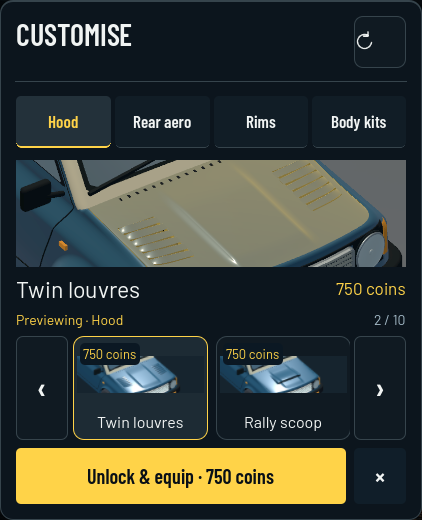 CUSTOMISE
Hood
Rear aero
Rims
Body kits
Twin louvres
750 coins
Previewing · Hood
2 / 10
‹
750 coins
Twin louvres
750 coins
Rally scoop
›
Unlock & equip · 750 coins
×